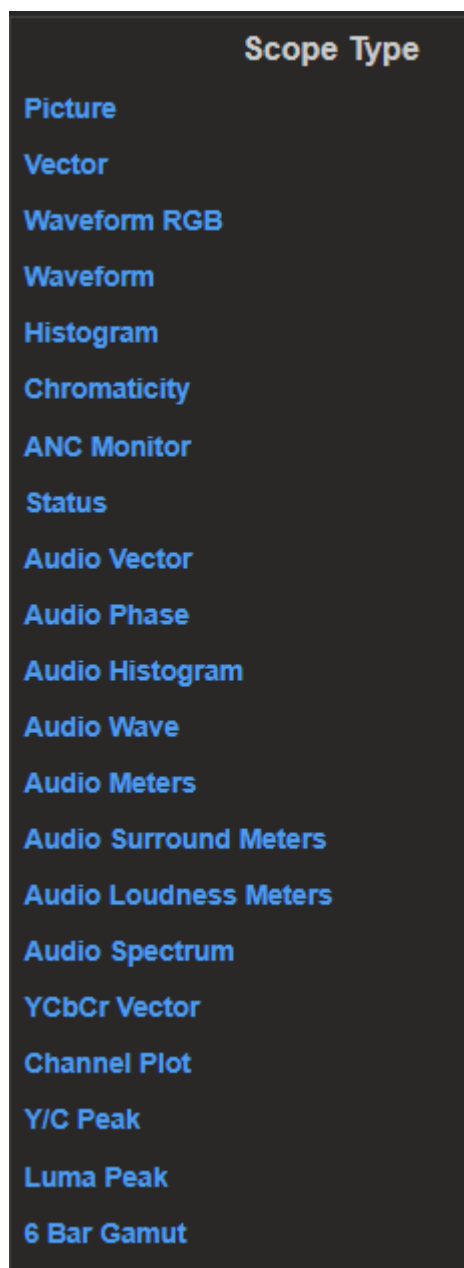 Scope Type
Picture
Vector
Waveform RGB
Waveform
Histogram
Chromaticity
ANC Monitor
Status
Audio Vector
Audio Phase
Audio Histogram
Audio Wave
Audio Meters
Audio Surround Meters
Audio Loudness Meters
Audio Spectrum
YCbCr Vector
Channel Plot
Y/C Peak
Luma Peak
6 Bar Gamut